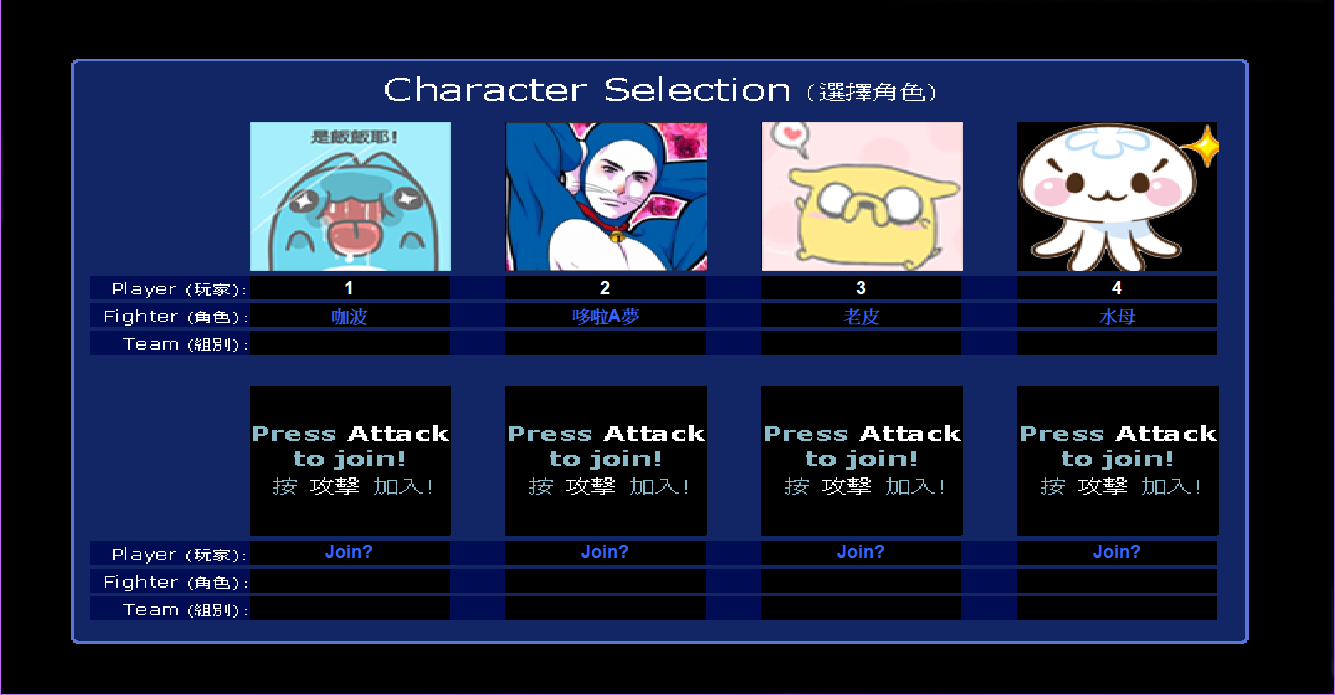 Character Selection (選擇角色)
是飯飯耶!
Player (玩家): 1 2 3 4
Fighter (角色): 咖波 哆啦A夢 老皮 水母
Team (組別):
Press Attack Press Attack Press Attack Press Attack
to join! to join! to join! to join!
按 攻擊 加入! 按 攻擊 加入! 按 攻擊 加入! 按 攻擊 加入!
Player (玩家): Join? Join? Join? Join?
Fighter (角色):
Team (組別):